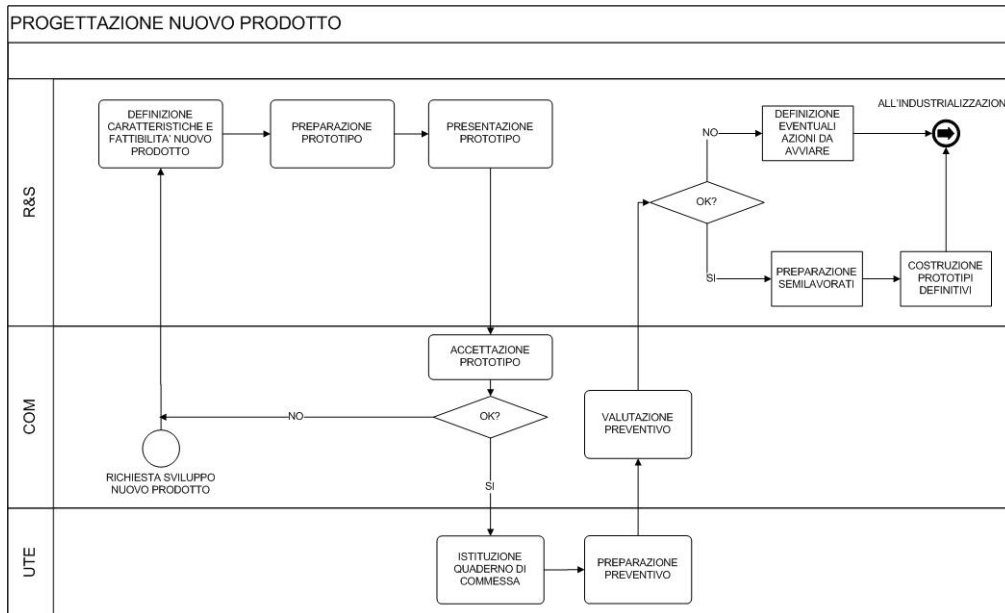 PROGETTAZIONE NUOVO PRODOTTO
R&S
DEFINIZIONE
CARATTERISTICHE E
FATTIBILITA' NUOVO
PRODOTTO
PREPARAZIONE
PROTOTIPO
PRESENTAZIONE
PROTOTIPO
NO
DEFINIZIONE
EVENTUALI
AZIONI DA
AVVIARE
ALL'INDUSTRIALIZZAZION
OK?
SI
PREPARAZIONE
SEMILAVORATI
COSTRUZIONE
PROTOTIPI
DEFINITIVI
COM
ACCETTAZIONE
PROTOTIPO
OK?
NO
SI
RICHIESTA SVILUPPO
NUOVO PRODOTTO
VALUTAZIONE
PREVENTIVO
UTE
ISTITUZIONE
QUADERNO DI
COMMESSA
PREPARAZIONE
PREVENTIVO